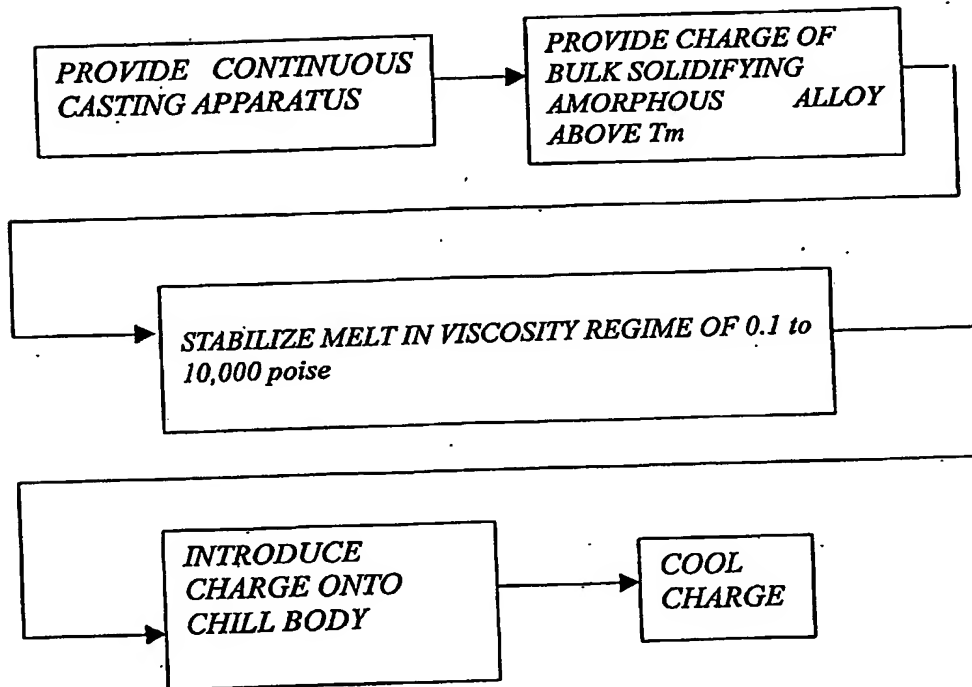 PROVIDE CONTINUOUS
CASTING APPARATUS
PROVIDE CHARGE OF
BULK SOLIDIFYING
AMORPHOUS ALLOY
ABOVE Tm
STABILIZE MELT IN VISCOSITY REGIME OF 0.1 to
10,000 poise
INTRODUCE
CHARGE ONTO
CHILL BODY
COOL
CHARGE